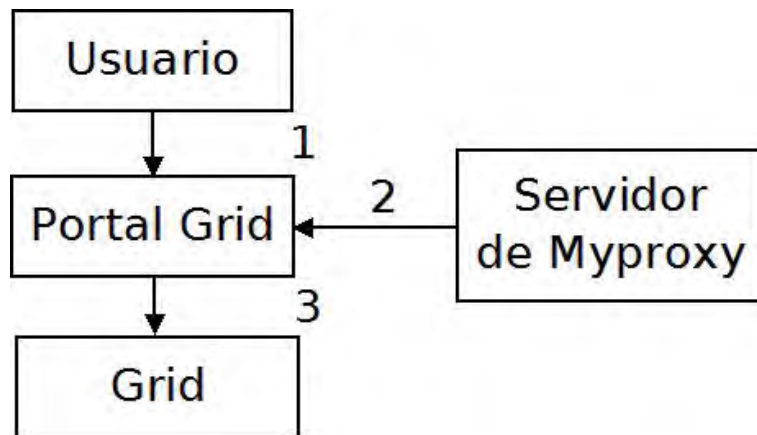 Usuario
1
Portal Grid
2
Servidor
de Myproxy
3
Grid